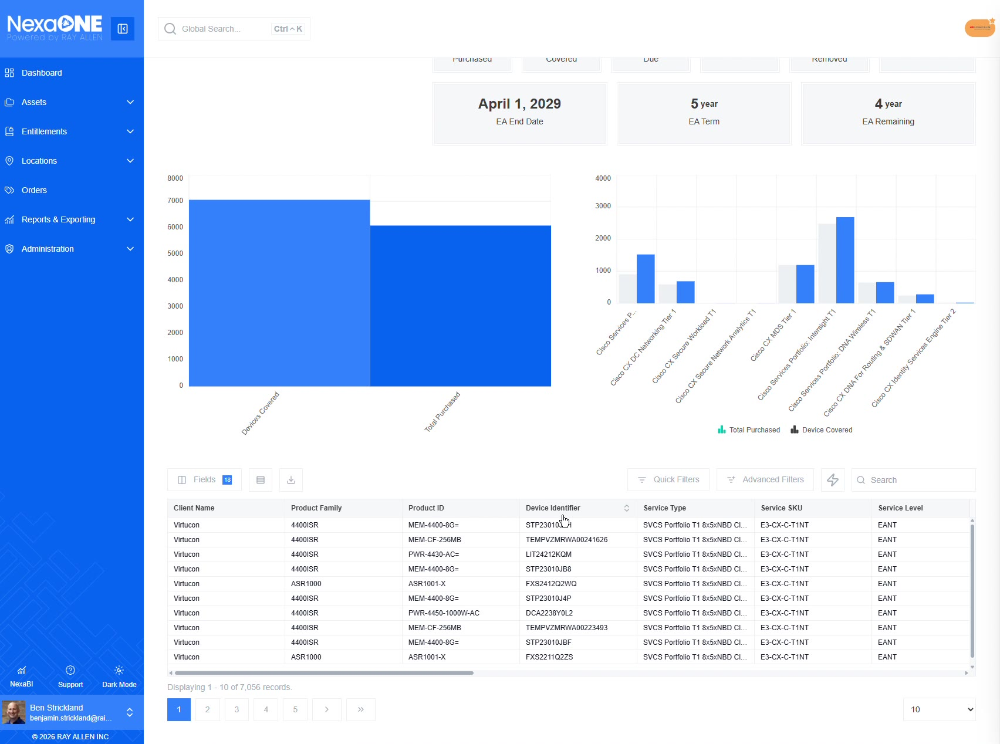 NexaONE
Powered by RAY ALLEN
Global Search...
Ctrl ^ K
Dashboard
Assets
Entitlements
Locations
Orders
Reports & Exporting
Administration
NexaBI
Support
Dark Mode
Ben Strickland
benjamin.strickland@rai...
© 2026 RAY ALLEN INC
Purchased Covered Due Removed
April 1, 2029
EA End Date
5 year
EA Term
4 year
EA Remaining
8000
7000
6000
5000
4000
3000
2000
1000
0
Devices Covered
Total Purchased
4000
3000
2000
1000
0
Cisco Services P...
Cisco CX DC Networking Tier 1
Cisco CX Secure Workload T1
Cisco CX Secure Network Analytics T1
Cisco CX MDS Tier 1
Cisco Services Portfolio: Intersight T1
Cisco Services Portfolio: DNA Wireless T1
Cisco CX DNA For Routing & SDWAN Tier 1
Cisco CX Identity Services Engine Tier 2
Total Purchased Device Covered
Fields 18
Quick Filters
Advanced Filters
Search
Client Name Product Family Product ID Device Identifier Service Type Service SKU Service Level
Virtucon 4400ISR MEM-4400-8G= SVCS Portfolio T1 8x5xNBD Cl... E3-CX-C-T1NT EANT
Virtucon 4400ISR MEM-CF-256MB TEMPVZMRWA00241626 SVCS Portfolio T1 8x5xNBD Cl... E3-CX-C-T1NT EANT
Virtucon 4400ISR PWR-4430-AC= LIT24212KQM SVCS Portfolio T1 8x5xNBD Cl... E3-CX-C-T1NT EANT
Virtucon 4400ISR MEM-4400-8G= STP23010JB8 SVCS Portfolio T1 8x5xNBD Cl... E3-CX-C-T1NT EANT
Virtucon ASR1000 ASR1001-X FXS2412Q2WQ SVCS Portfolio T1 8x5xNBD Cl... E3-CX-C-T1NT EANT
Virtucon 4400ISR MEM-4400-8G= STP23010J4P SVCS Portfolio T1 8x5xNBD Cl... E3-CX-C-T1NT EANT
Virtucon 4400ISR PWR-4450-1000W-AC DCA2238Y0L2 SVCS Portfolio T1 8x5xNBD Cl... E3-CX-C-T1NT EANT
Virtucon 4400ISR MEM-CF-256MB TEMPVZMRWA00223493 SVCS Portfolio T1 8x5xNBD Cl... E3-CX-C-T1NT EANT
Virtucon 4400ISR MEM-4400-8G= STP23010JBF SVCS Portfolio T1 8x5xNBD Cl... E3-CX-C-T1NT EANT
Virtucon ASR1000 ASR1001-X FXS2211Q2ZS SVCS Portfolio T1 8x5xNBD Cl... E3-CX-C-T1NT EANT
Displaying 1 - 10 of 7,056 records.
1 2 3 4 5 > »
10